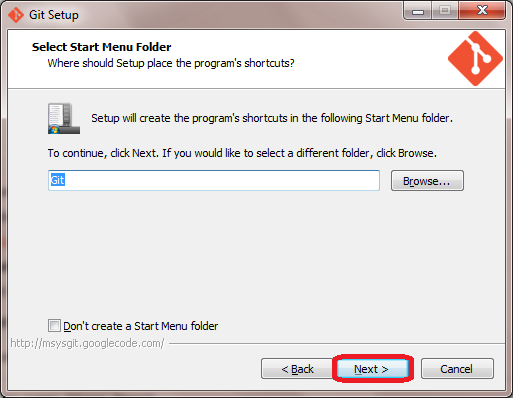 Git Setup
Select Start Menu Folder
Where should Setup place the program's shortcuts?
Setup will create the program's shortcuts in the following Start Menu folder.
To continue, click Next. If you would like to select a different folder, click Browse.
Git
Browse...
Don't create a Start Menu folder
http://msysgit.googlecode.com/
< Back
Next >
Cancel